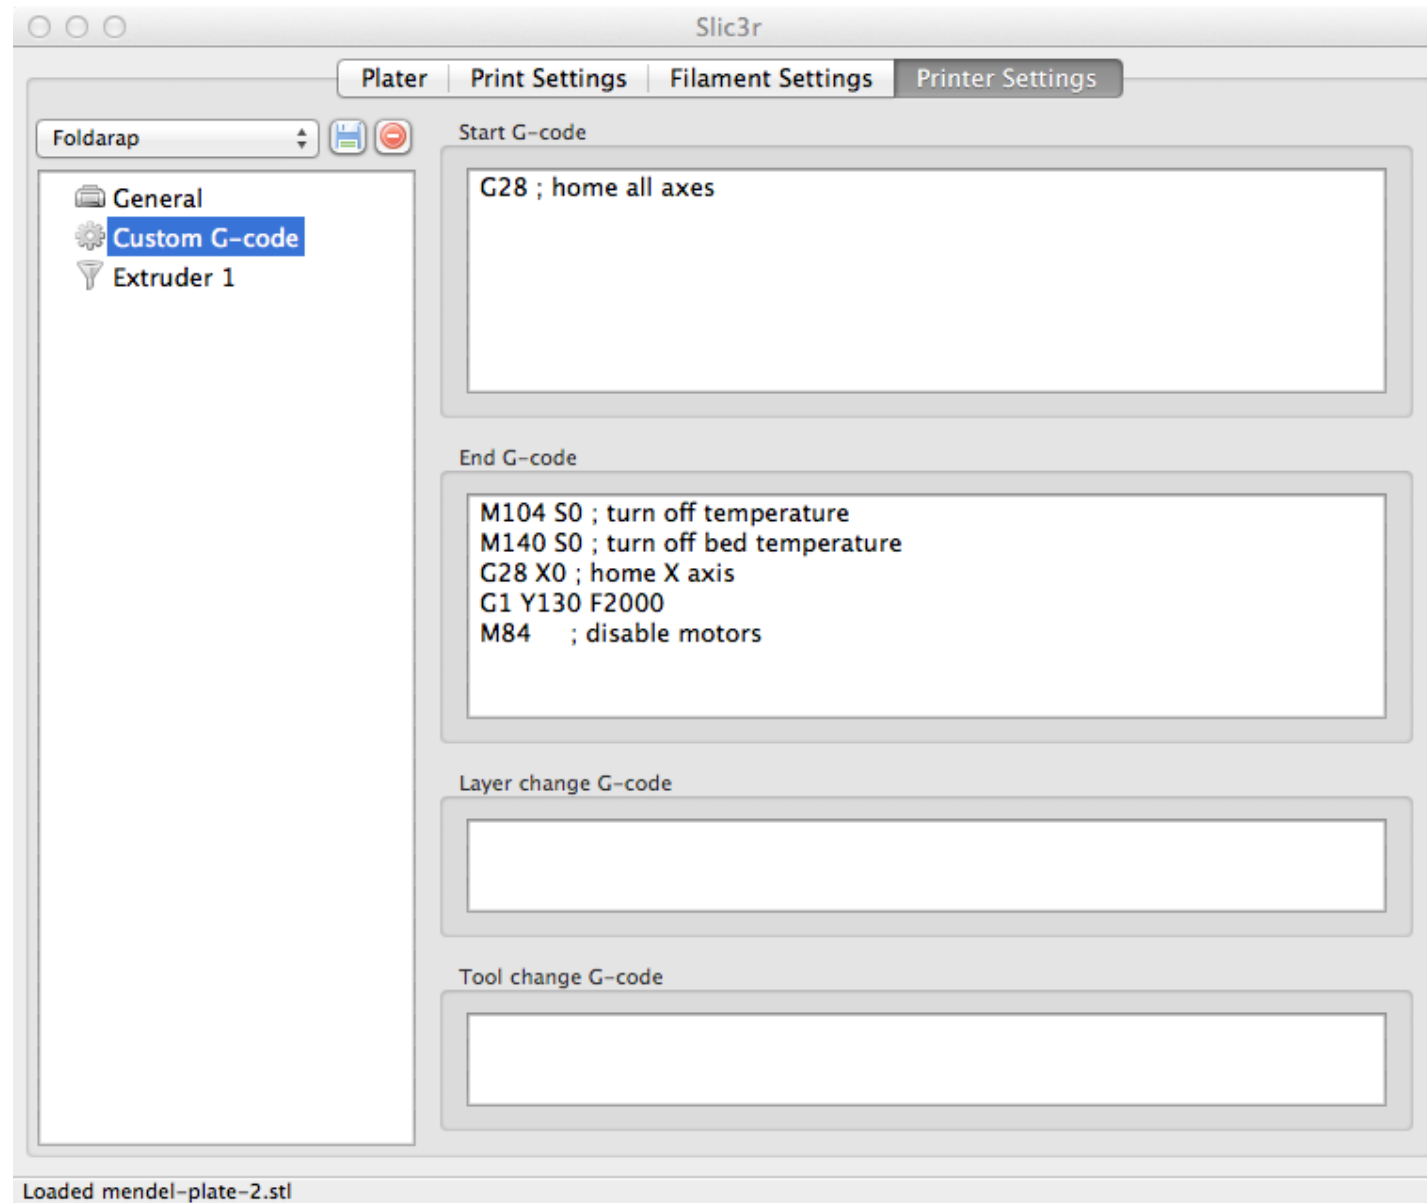 Slic3r
Plater
Print Settings
Filament Settings
Printer Settings
Foldarap
General
Custom G-code
Extruder 1
Start G-code
G28 ; home all axes
End G-code
M104 S0 ; turn off temperature
M140 S0 ; turn off bed temperature
G28 X0 ; home X axis
G1 Y130 F2000
M84     ; disable motors
Layer change G-code
Tool change G-code
Loaded mendel-plate-2.stl